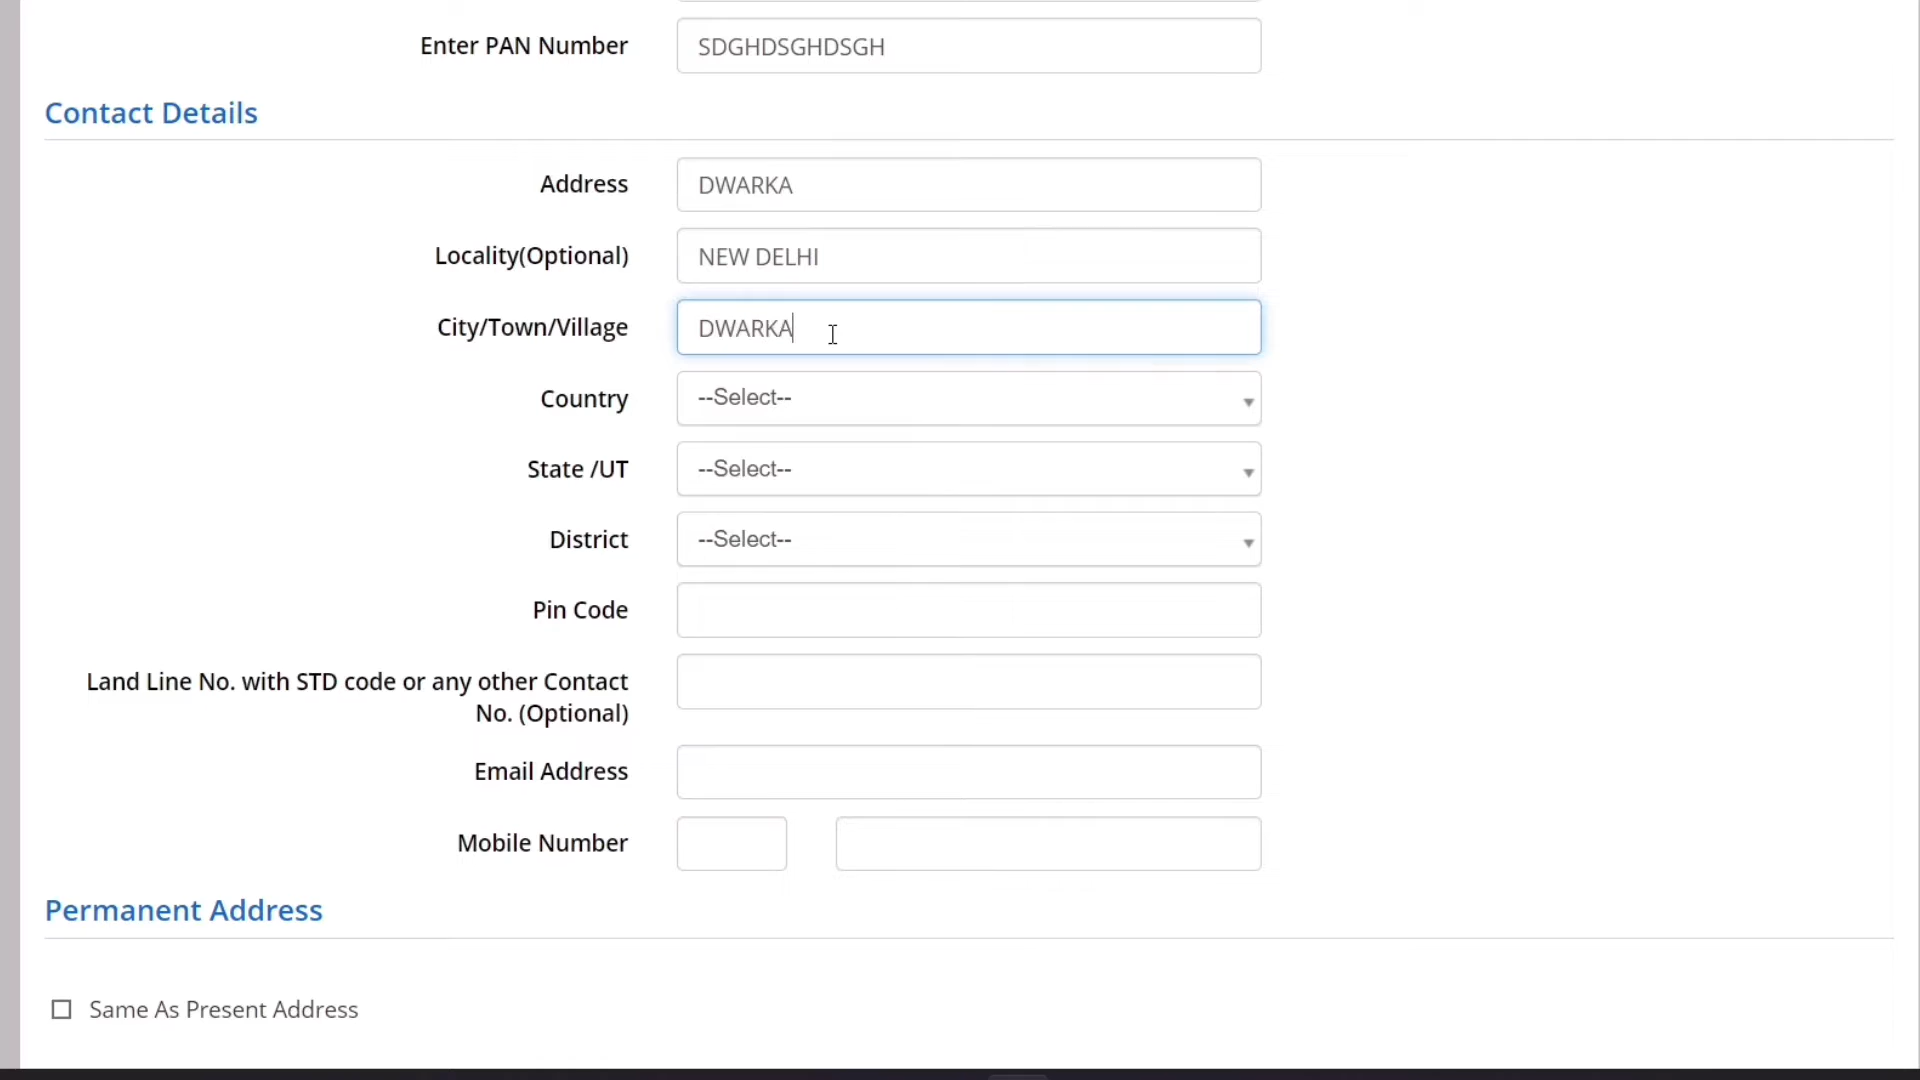 Enter PAN Number SDGHDSGHDSGH
Contact Details
Address DWARKA
Locality(Optional) NEW DELHI
City/Town/Village DWARKA
Country --Select--
State /UT --Select--
District --Select--
Pin Code
Land Line No. with STD code or any other Contact
No. (Optional)
Email Address
Mobile Number
Permanent Address
Same As Present Address